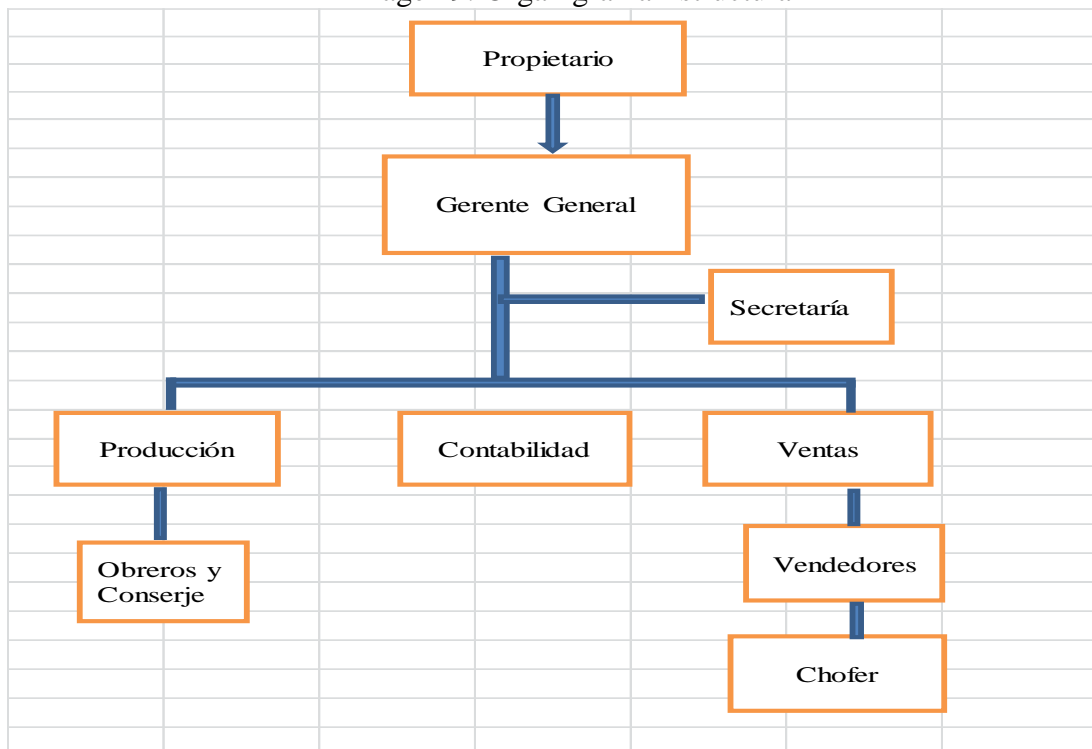 Propietario
Gerente General
Secretaría
Producción
Contabilidad
Ventas
Obreros y
Conserje
Vendedores
Chofer